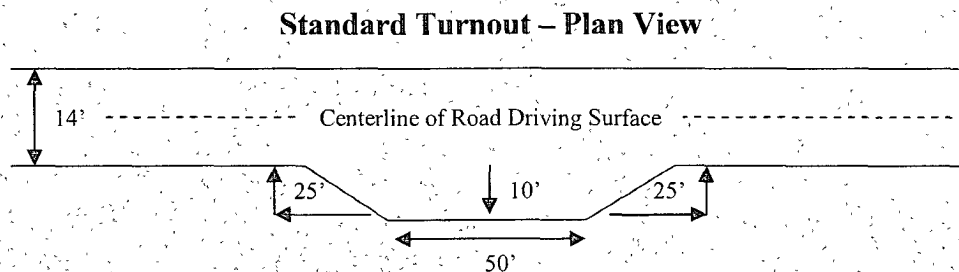 Standard Turnout – Plan View
14’ Centerline of Road Driving Surface
25’ 10’ 25’
50’